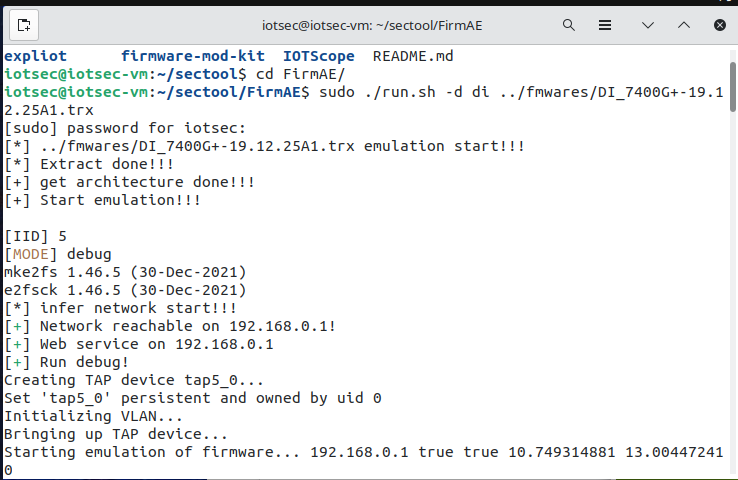 iotsec@iotsec-vm: ~/sectool/FirmAE
expliot      firmware-mod-kit  IOTScope  README.md
iotsec@iotsec-vm:~/sectool$ cd FirmAE/
iotsec@iotsec-vm:~/sectool/FirmAE$ sudo ./run.sh -d di ../fmwares/DI_7400G+-19.1
2.25A1.trx
[sudo] password for iotsec:
[*] ../fmwares/DI_7400G+-19.12.25A1.trx emulation start!!!
[*] Extract done!!!
[+] get architecture done!!!
[+] Start emulation!!!
[IID] 5
[MODE] debug
mke2fs 1.46.5 (30-Dec-2021)
e2fsck 1.46.5 (30-Dec-2021)
[*] infer network start!!!
[+] Network reachable on 192.168.0.1!
[+] Web service on 192.168.0.1
[+] Run debug!
Creating TAP device tap5_0...
Set 'tap5_0' persistent and owned by uid 0
Initializing VLAN...
Bringing up TAP device...
Starting emulation of firmware... 192.168.0.1 true true 10.749314881 13.00447241
0